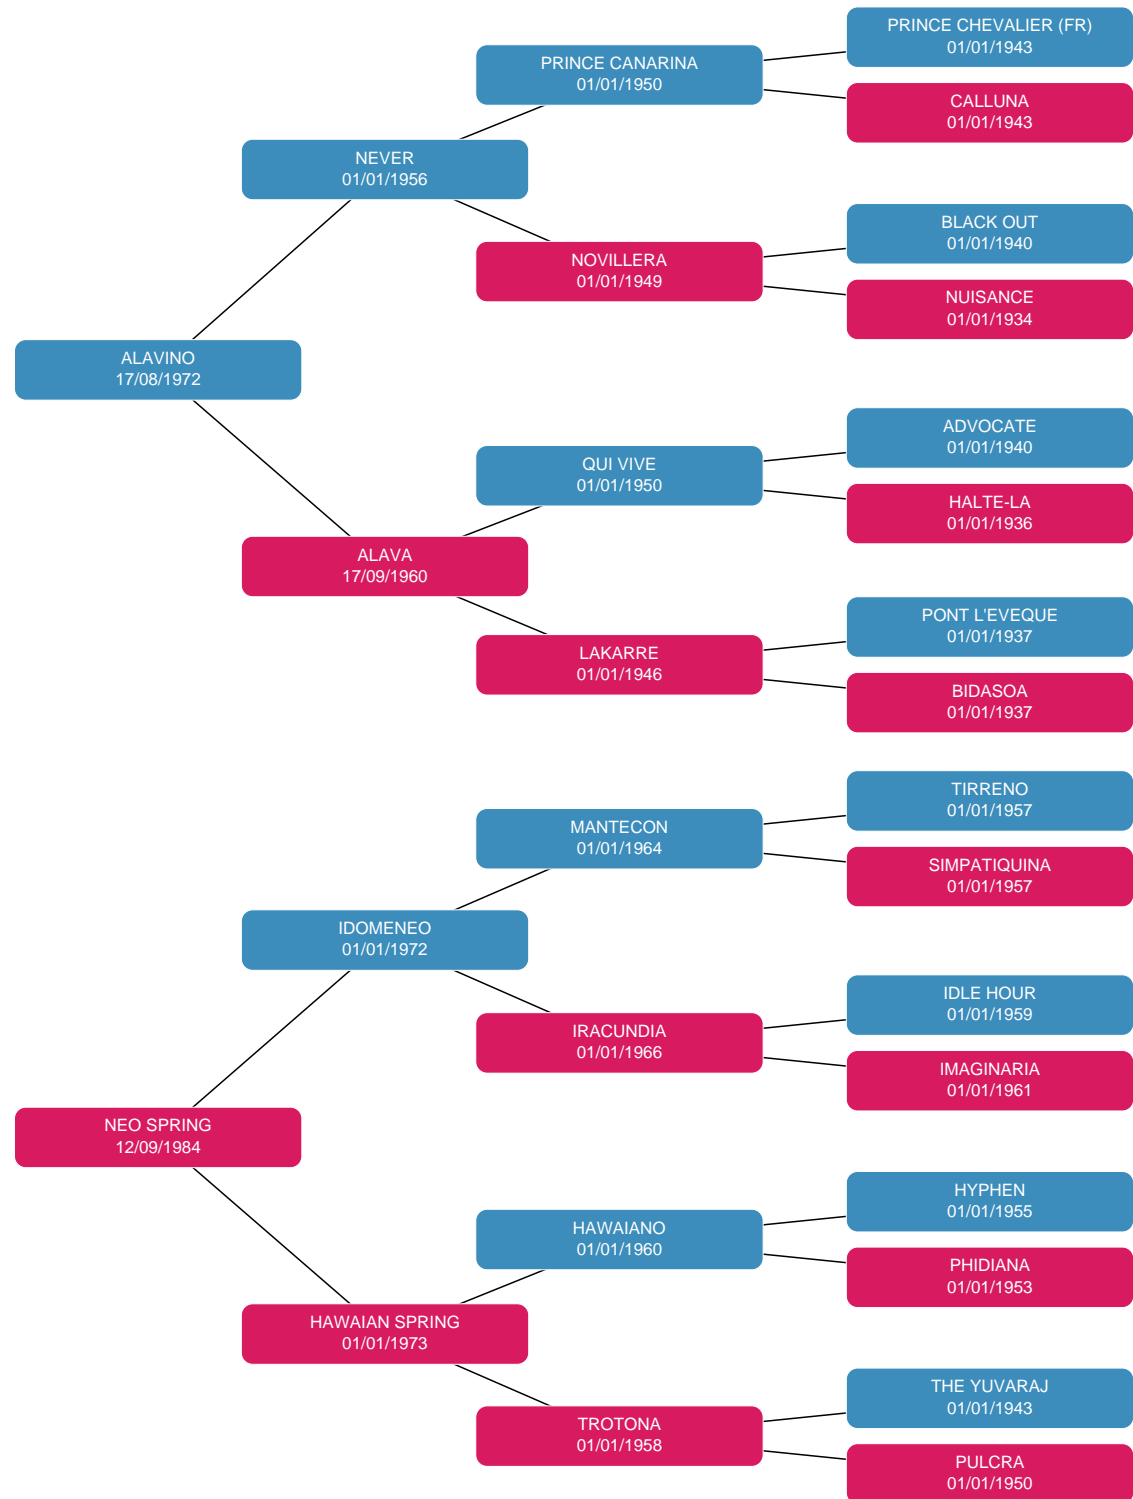 PRINCE CHEVALIER (FR)
01/01/1943
PRINCE CANARINA
01/01/1950
CALLUNA
01/01/1943
NEVER
01/01/1956
BLACK OUT
01/01/1940
NOVILLERA
01/01/1949
NUISANCE
01/01/1934
ALAVINO
17/08/1972
ADVOCATE
01/01/1940
QUI VIVE
01/01/1950
HALTE-LA
01/01/1936
ALAVA
17/09/1960
PONT L'EVEQUE
01/01/1937
LAKARRE
01/01/1946
BIDASOA
01/01/1937
TIRRENO
01/01/1957
MANTECON
01/01/1964
SIMPATIQUINA
01/01/1957
IDOMENEO
01/01/1972
IDLE HOUR
01/01/1959
IRACUNDIA
01/01/1966
IMAGINARIA
01/01/1961
NEO SPRING
12/09/1984
HYPHEN
01/01/1955
HAWAIANO
01/01/1960
PHIDIANA
01/01/1953
HAWAIAN SPRING
01/01/1973
THE YUVARAJ
01/01/1943
TROTONA
01/01/1958
PULCRA
01/01/1950